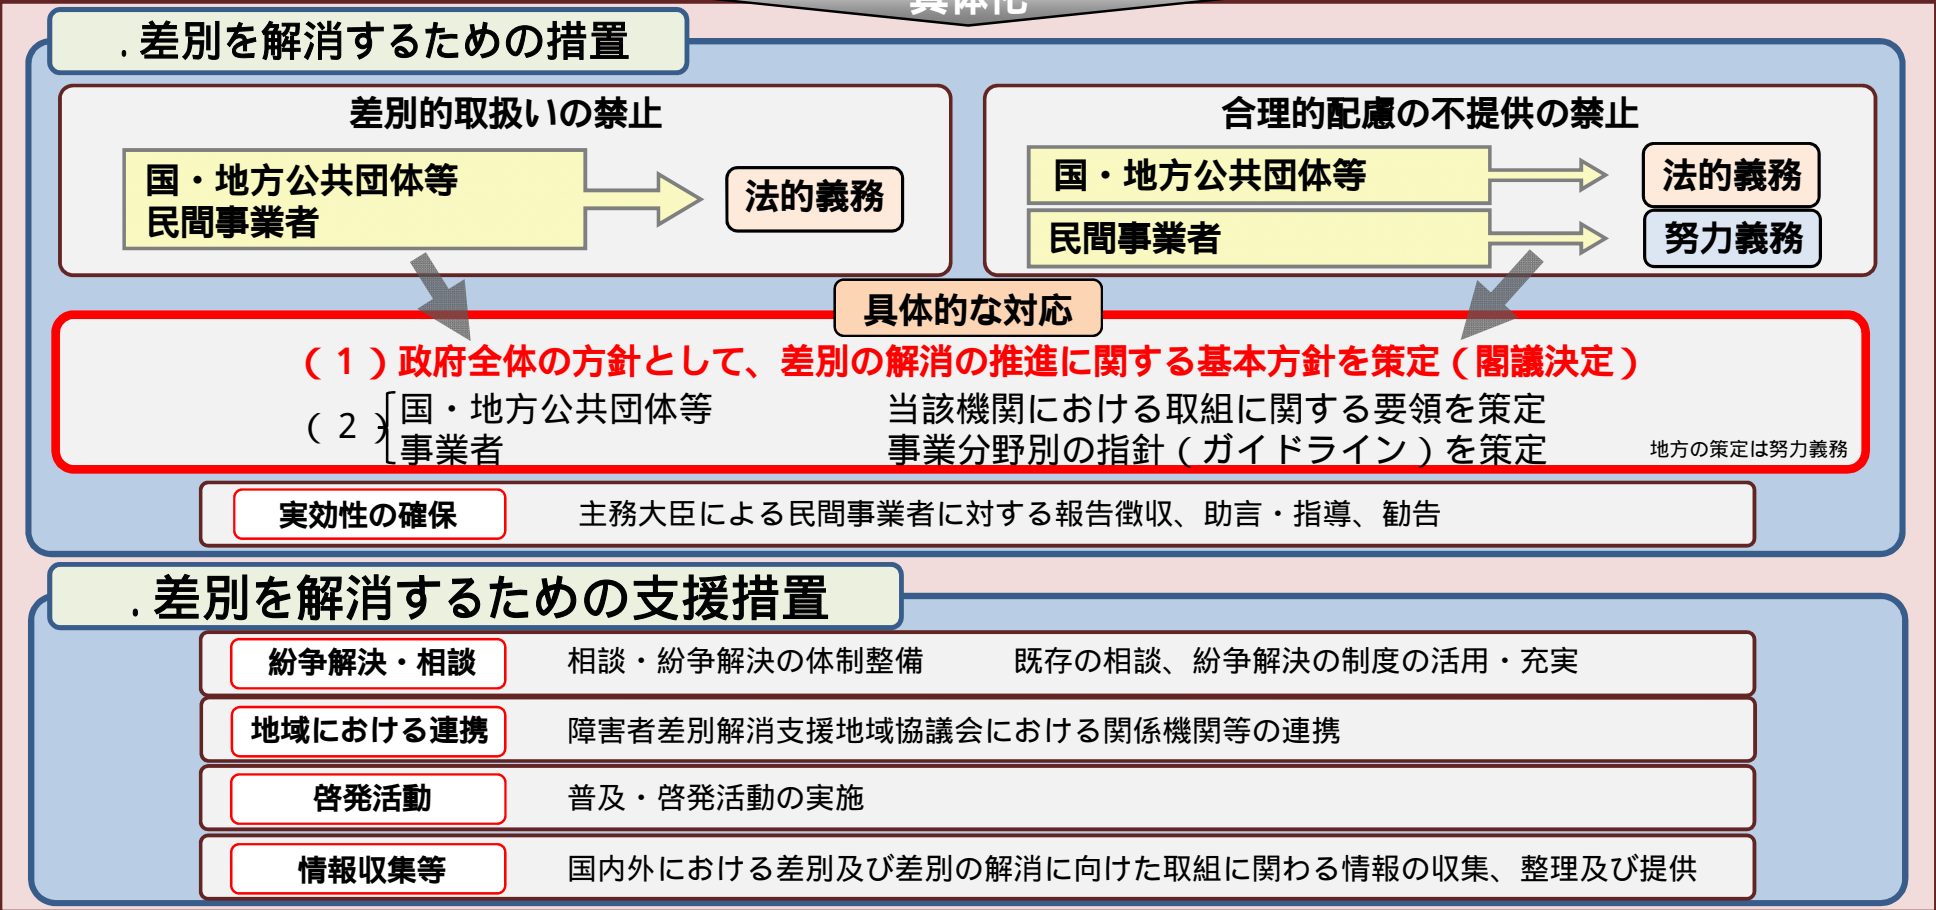 具体化
. 差別を解消するための措置
差別的取扱いの禁止
国・地方公共団体等
民間事業者
法的義務
合理的配慮の不提供の禁止
国・地方公共団体等
法的義務
民間事業者
努力義務
具体的な対応
(1)政府全体の方針として、差別の解消の推進に関する基本方針を策定(閣議決定)
(2)
国・地方公共団体等 当該機関における取組に関する要領を策定
事業者 事業分野別の指針(ガイドライン)を策定
地方の策定は努力義務
実効性の確保 主務大臣による民間事業者に対する報告徴収、助言・指導、勧告
. 差別を解消するための支援措置
紛争解決・相談 相談・紛争解決の体制整備 既存の相談、紛争解決の制度の活用・充実
地域における連携 障害者差別解消支援地域協議会における関係機関等の連携
啓発活動 普及・啓発活動の実施
情報収集等 国内外における差別及び差別の解消に向けた取組に関わる情報の収集、整理及び提供